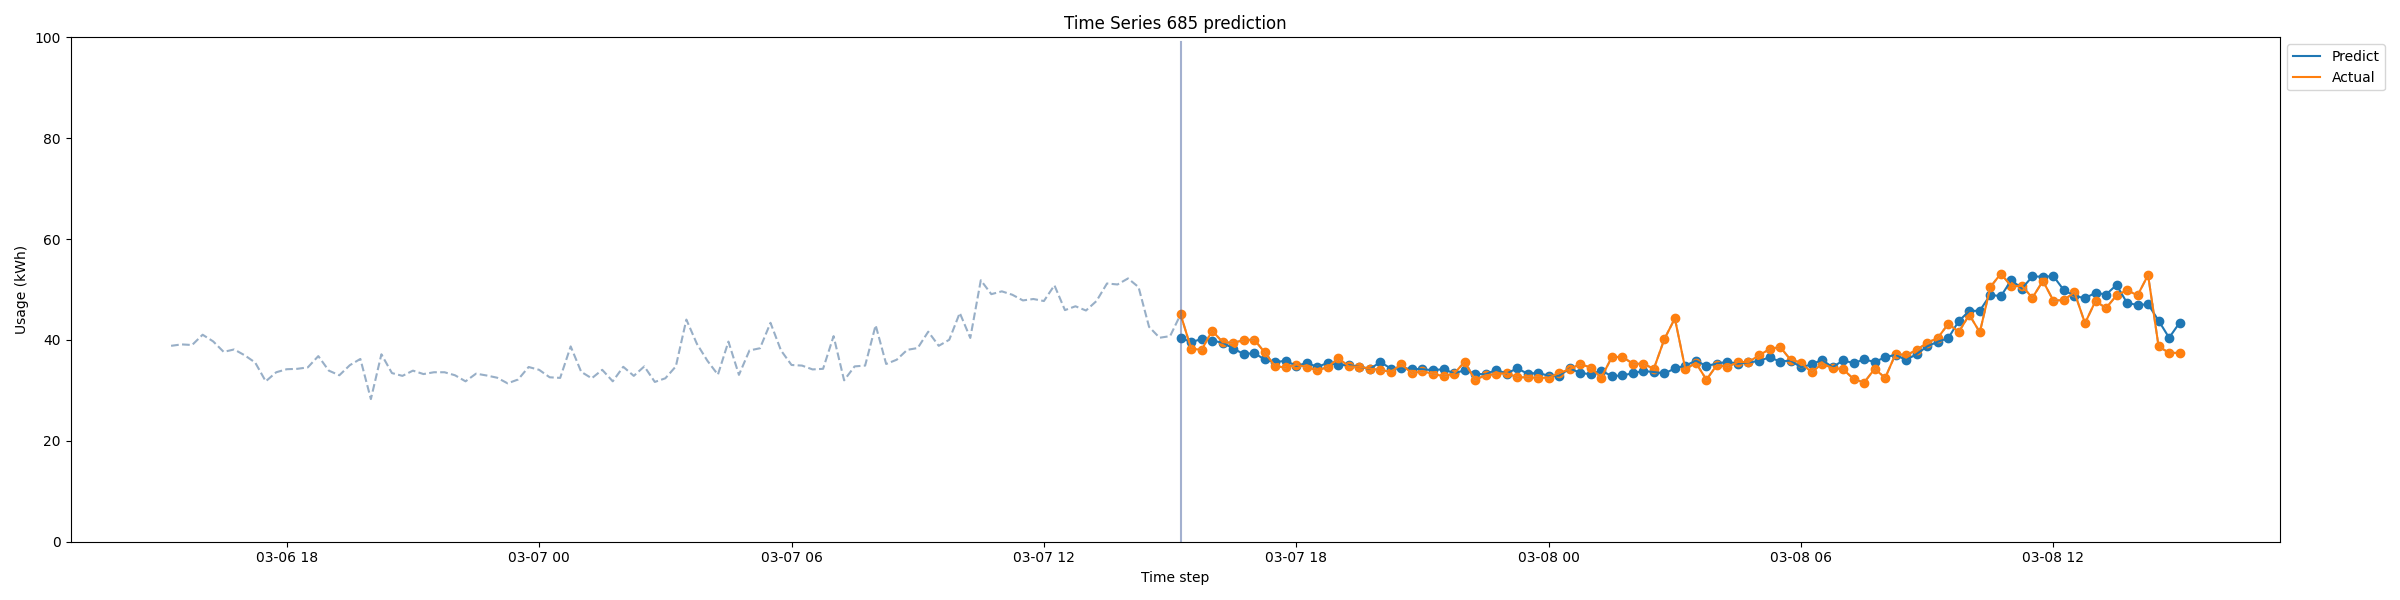 Time Series 685 prediction
Predict
Actual
Usage (kWh)
100
80
60
40
20
0
03-06 18
03-07 00
03-07 06
03-07 12
03-07 18
03-08 00
03-08 06
03-08 12
Time step